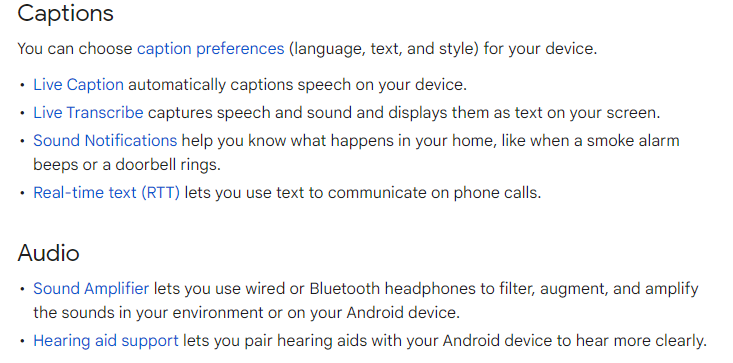 Captions
You can choose caption preferences (language, text, and style) for your device.
• Live Caption automatically captions speech on your device.
• Live Transcribe captures speech and sound and displays them as text on your screen.
• Sound Notifications help you know what happens in your home, like when a smoke alarm
beeps or a doorbell rings.
• Real-time text (RTT) lets you use text to communicate on phone calls.
Audio
• Sound Amplifier lets you use wired or Bluetooth headphones to filter, augment, and amplify
the sounds in your environment or on your Android device.
• Hearing aid support lets you pair hearing aids with your Android device to hear more clearly.